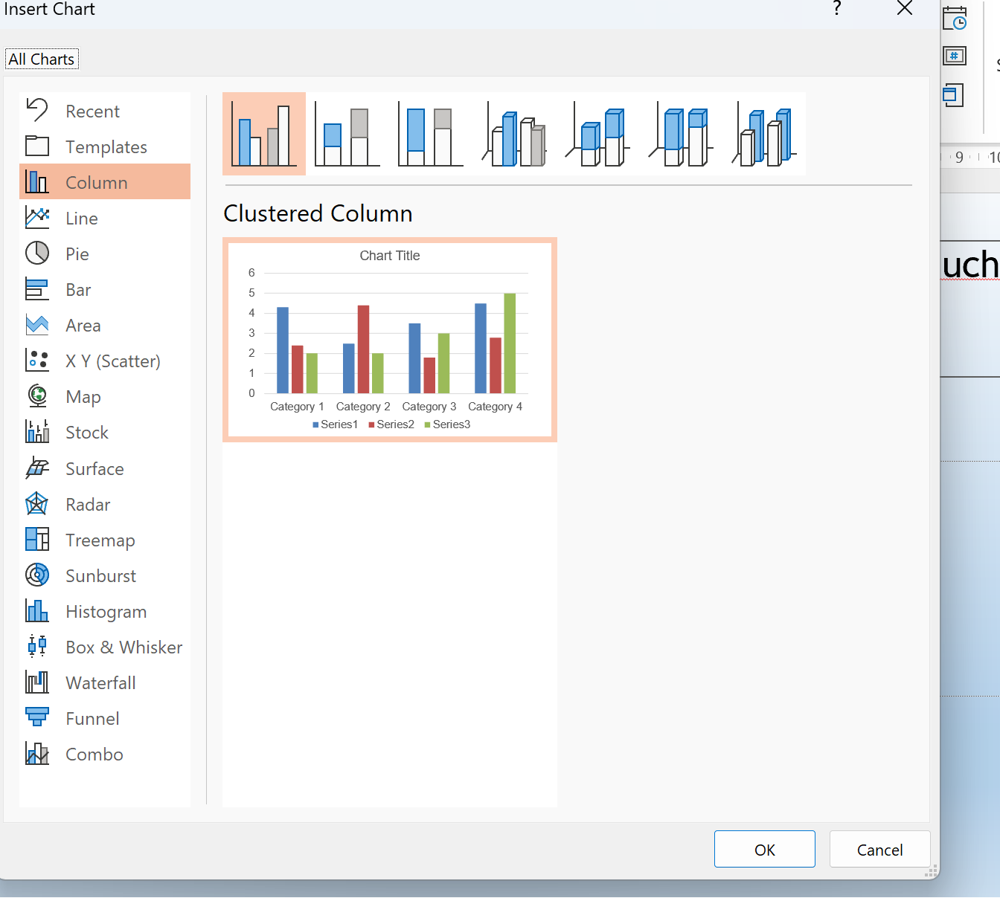 Insert Chart
?
All Charts
Recent
Templates
Column
Line
Pie
Bar
Area
X Y (Scatter)
Map
Stock
Surface
Radar
Treemap
Sunburst
Histogram
Box & Whisker
Waterfall
Funnel
Combo
Clustered Column
Chart Title
6
5
4
3
2
1
0
Category 1 Category 2 Category 3 Category 4
Series1 Series2 Series3
OK
Cancel
#
9 10
uch